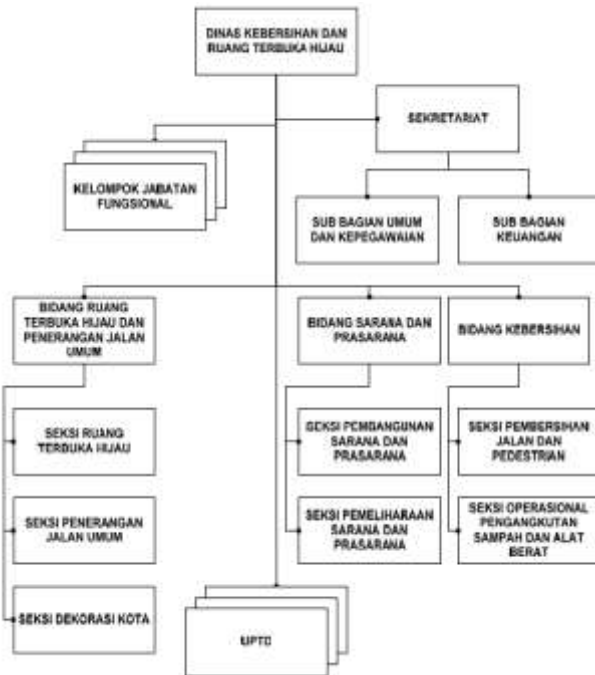 DINAS KEBERSIHAN DAN
RUANG TERBUKA HIJAU
SEKRETARIAT
KELOMPOK JABATAN
FUNGSIONAL
SUB BAGIAN UMUM
DAN KEPEGAWAIAN
SUB BAGIAN
KEUANGAN
BIDANG RUANG
TERBUKA HIJAU DAN
PENERANGAN JALAN
UMUM
BIDANG SARANA DAN
PRASARANA
BIDANG KEBERSIHAN
SEKSI RUANG
TERBUKA HIJAU
SEKSI PEMBANGUNAN
SARANA DAN
PRASARANA
SEKSI PEMBERSIHAN
JALAN DAN
PEDESTRIAN
SEKSI PENERANGAN
JALAN UMUM
SEKSI PEMELIHARAAN
SARANA DAN
PRASARANA
SEKSI OPERASIONAL
PENGANGKUTAN
SAMPAH DAN ALAT
BERAT
SEKSI DEKORASI KOTA
UPTD